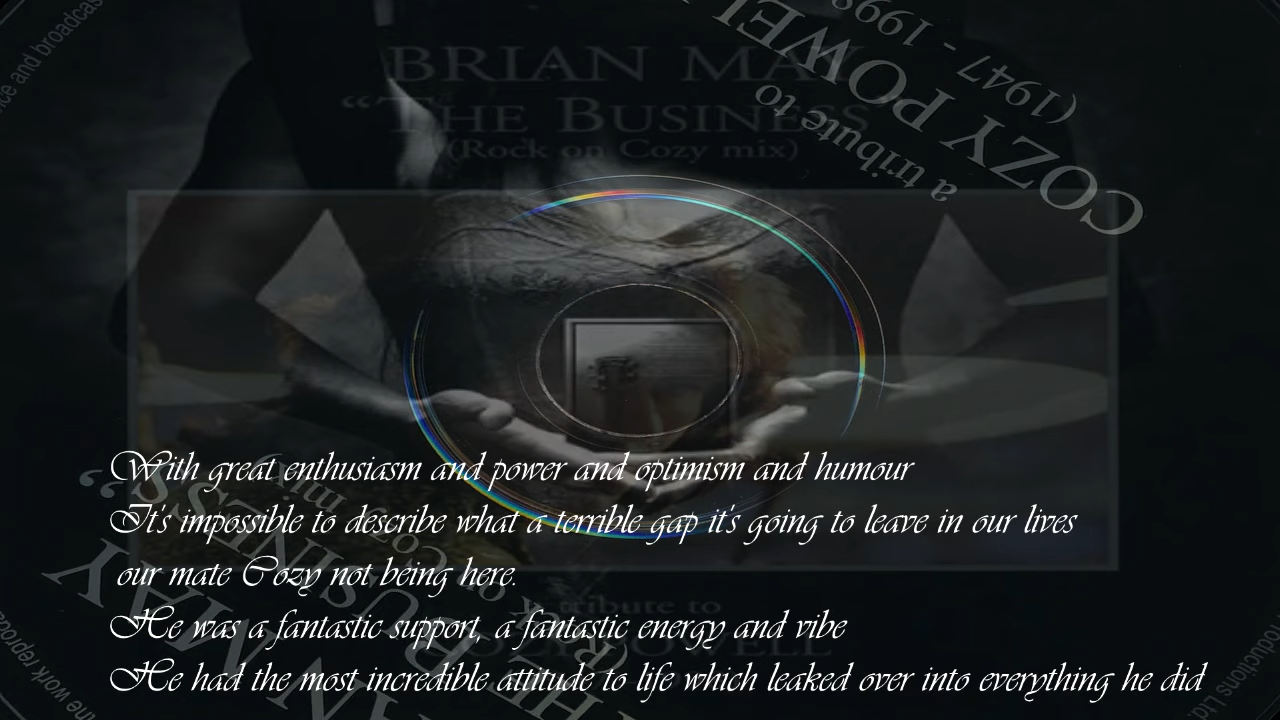 BRIAN MAY
“THE BUSINESS
(Rock on Cozy mix)
COZY POWELL
(1947 - 1998
a tribute to
With great enthusiasm and power and optimism and humour
It's impossible to describe what a terrible gap it's going to leave in our lives
our mate Cozy not being here.
He was a fantastic support, a fantastic energy and vibe
He had the most incredible attitude to life which leaked over into everything he did